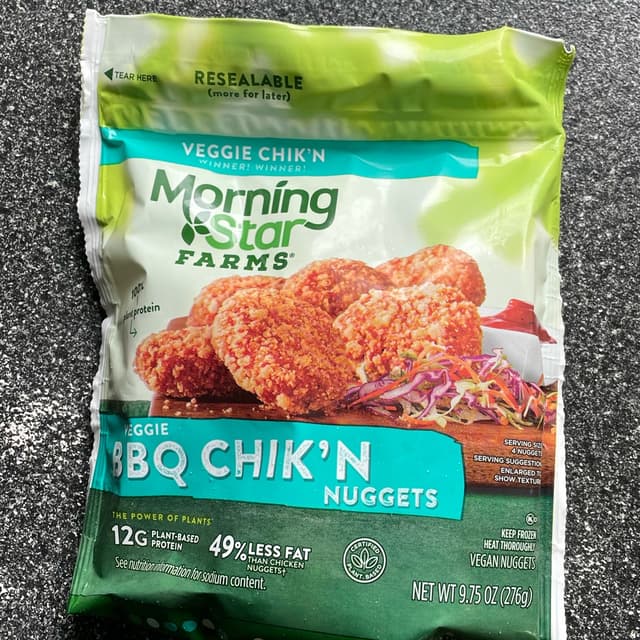 TEAR HERE
RESEALABLE
(more for later)
VEGGIE CHIK'N
WINNER! WINNER!
Morning
Star
FARMS®
100%
protein
VEGGIE
BBQ CHIK'N
NUGGETS
SERVING SIZE
4 NUGGETS
SERVING SUGGESTION
ENLARGED TO
SHOW TEXTURE
THE POWER OF PLANTS
12G PLANT-BASED
PROTEIN
49% LESS FAT
THAN CHICKEN
NUGGETS†
See nutrition information for sodium content.
CERTIFIED
PLANT-BASED
KEEP FROZEN
HEAT THOROUGHLY
VEGAN NUGGETS
NET WT 9.75 OZ (276g)